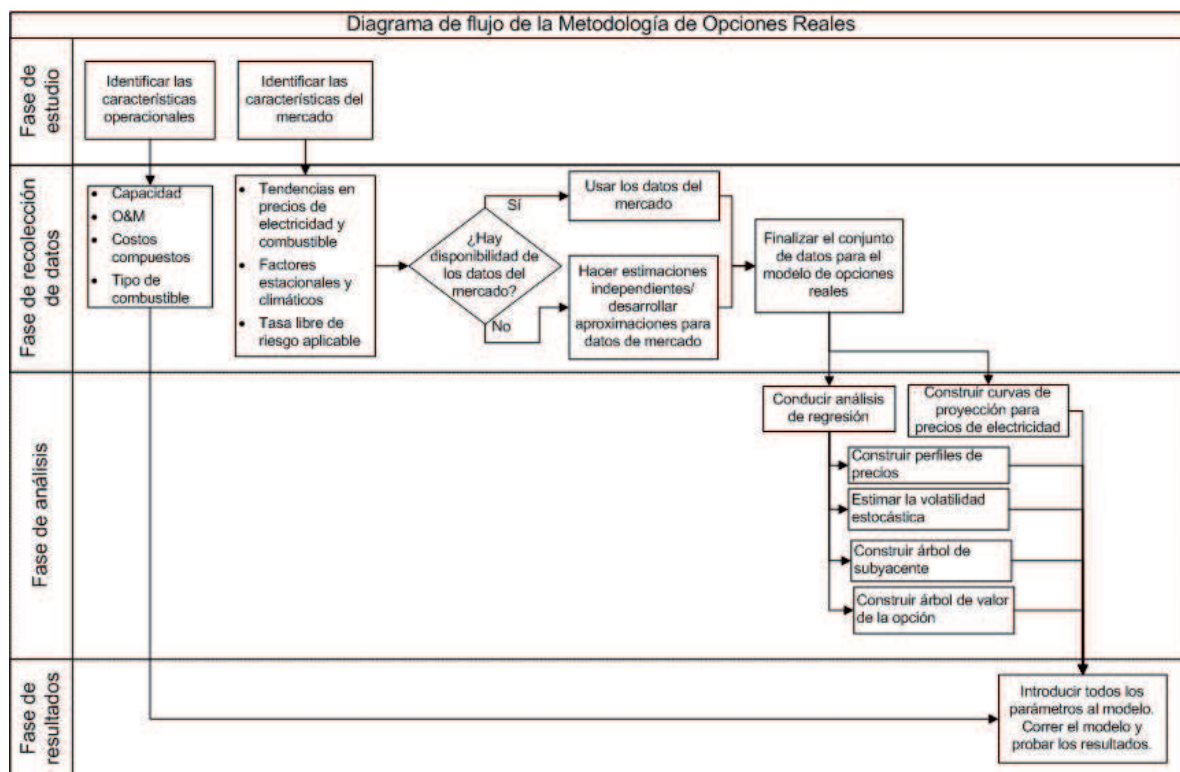 Diagrama de flujo de la Metodología de Opciones Reales
Fase de
estudio
Identificar las
características
operacionales
Identificar las
características del
mercado
Fase de recolección
de datos
• Capacidad
• O&M
• Costos
compuestos
• Tipo de
combustible
• Tendencias en
precios de
electricidad y
combustible
• Factores
estacionales y
climáticos
• Tasa libre de
riesgo aplicable
¿Hay
disponibilidad de
los datos del
mercado?
Sí
No
Usar los datos del
mercado
Hacer estimaciones
independientes/
desarrollar
aproximaciones para
datos de mercado
Finalizar el conjunto
de datos para el
modelo de opciones
reales
Fase de análisis
Conducir análisis
de regresión
Construir curvas de
proyección para
precios de electricidad
Construir perfiles de
precios
Estimar la volatilidad
estocástica
Construir árbol de
subyacente
Construir árbol de valor
de la opción
Fase de
resultados
Introducir todos los
parámetros al modelo.
Correr el modelo y
probar los resultados.